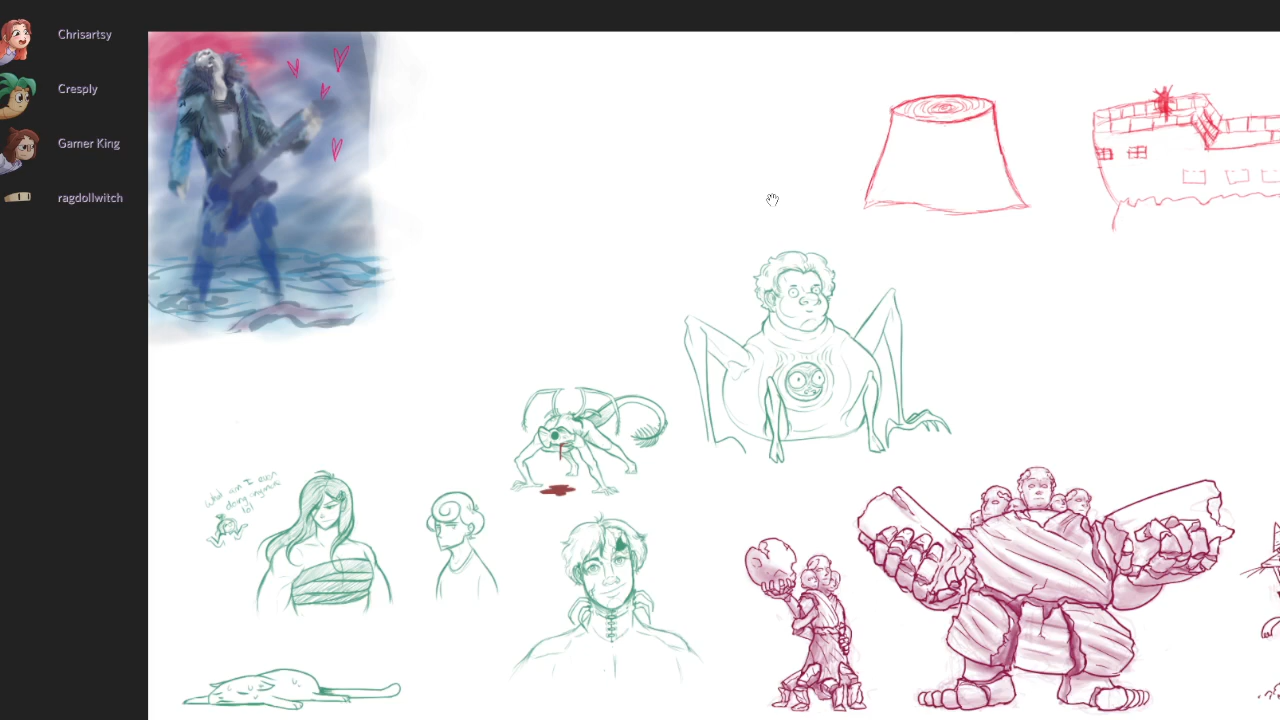 Chrisartsy
Cresply
Gamer King
ragdollwitch
what am I even
doing anymore
lol